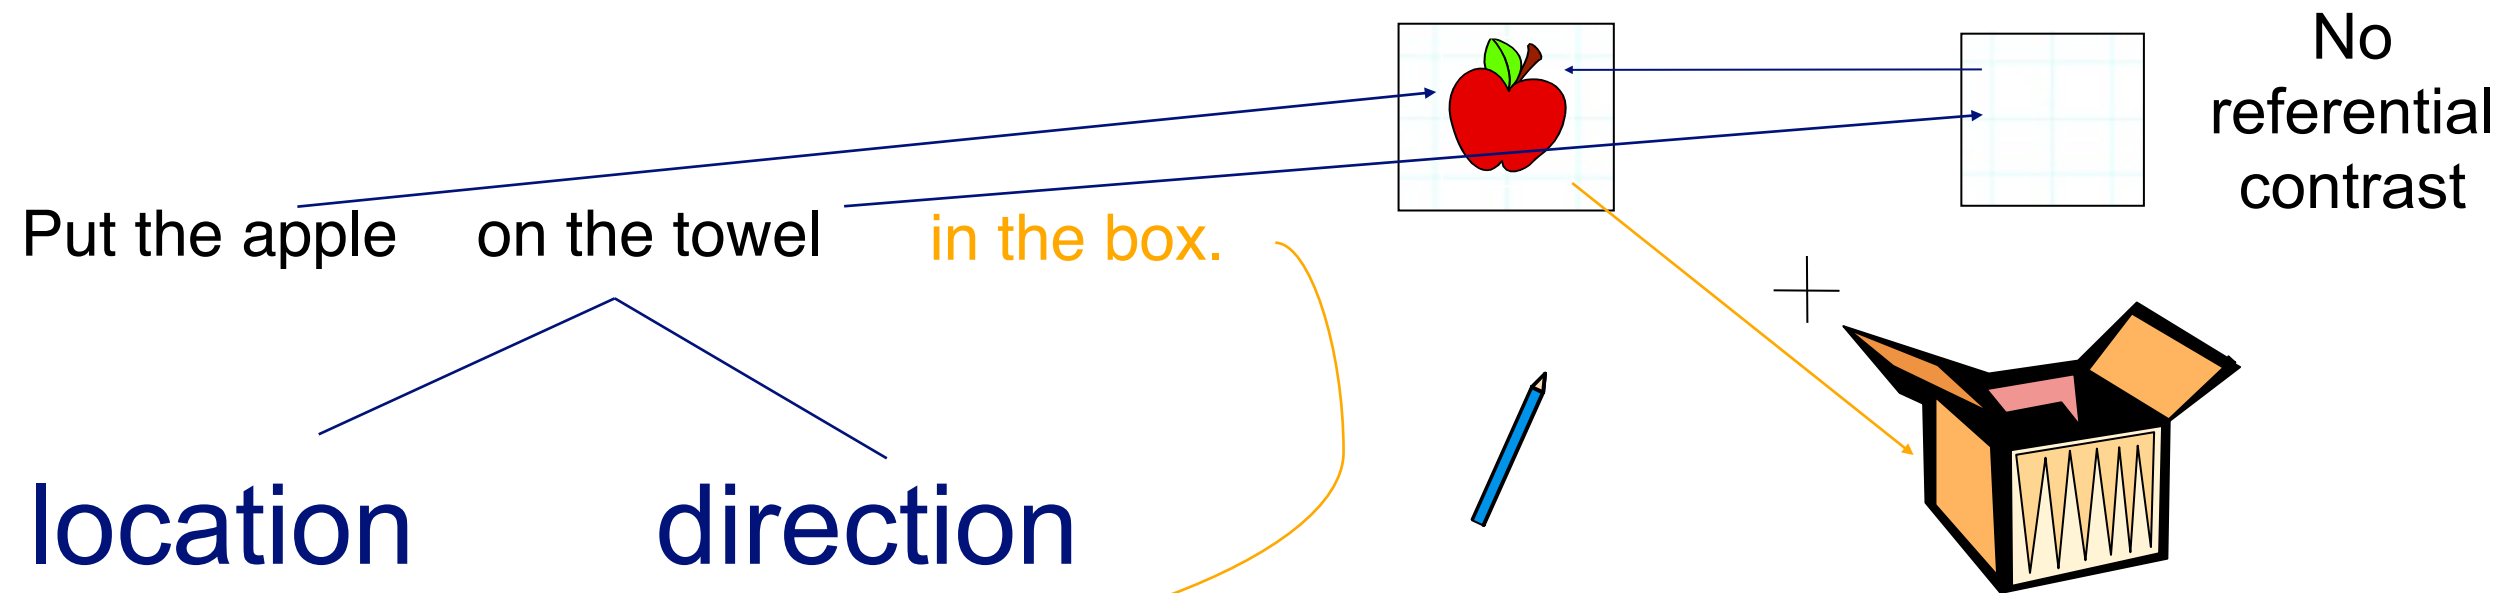 Put the apple on the towel in the box.
location direction
No
referential
contrast